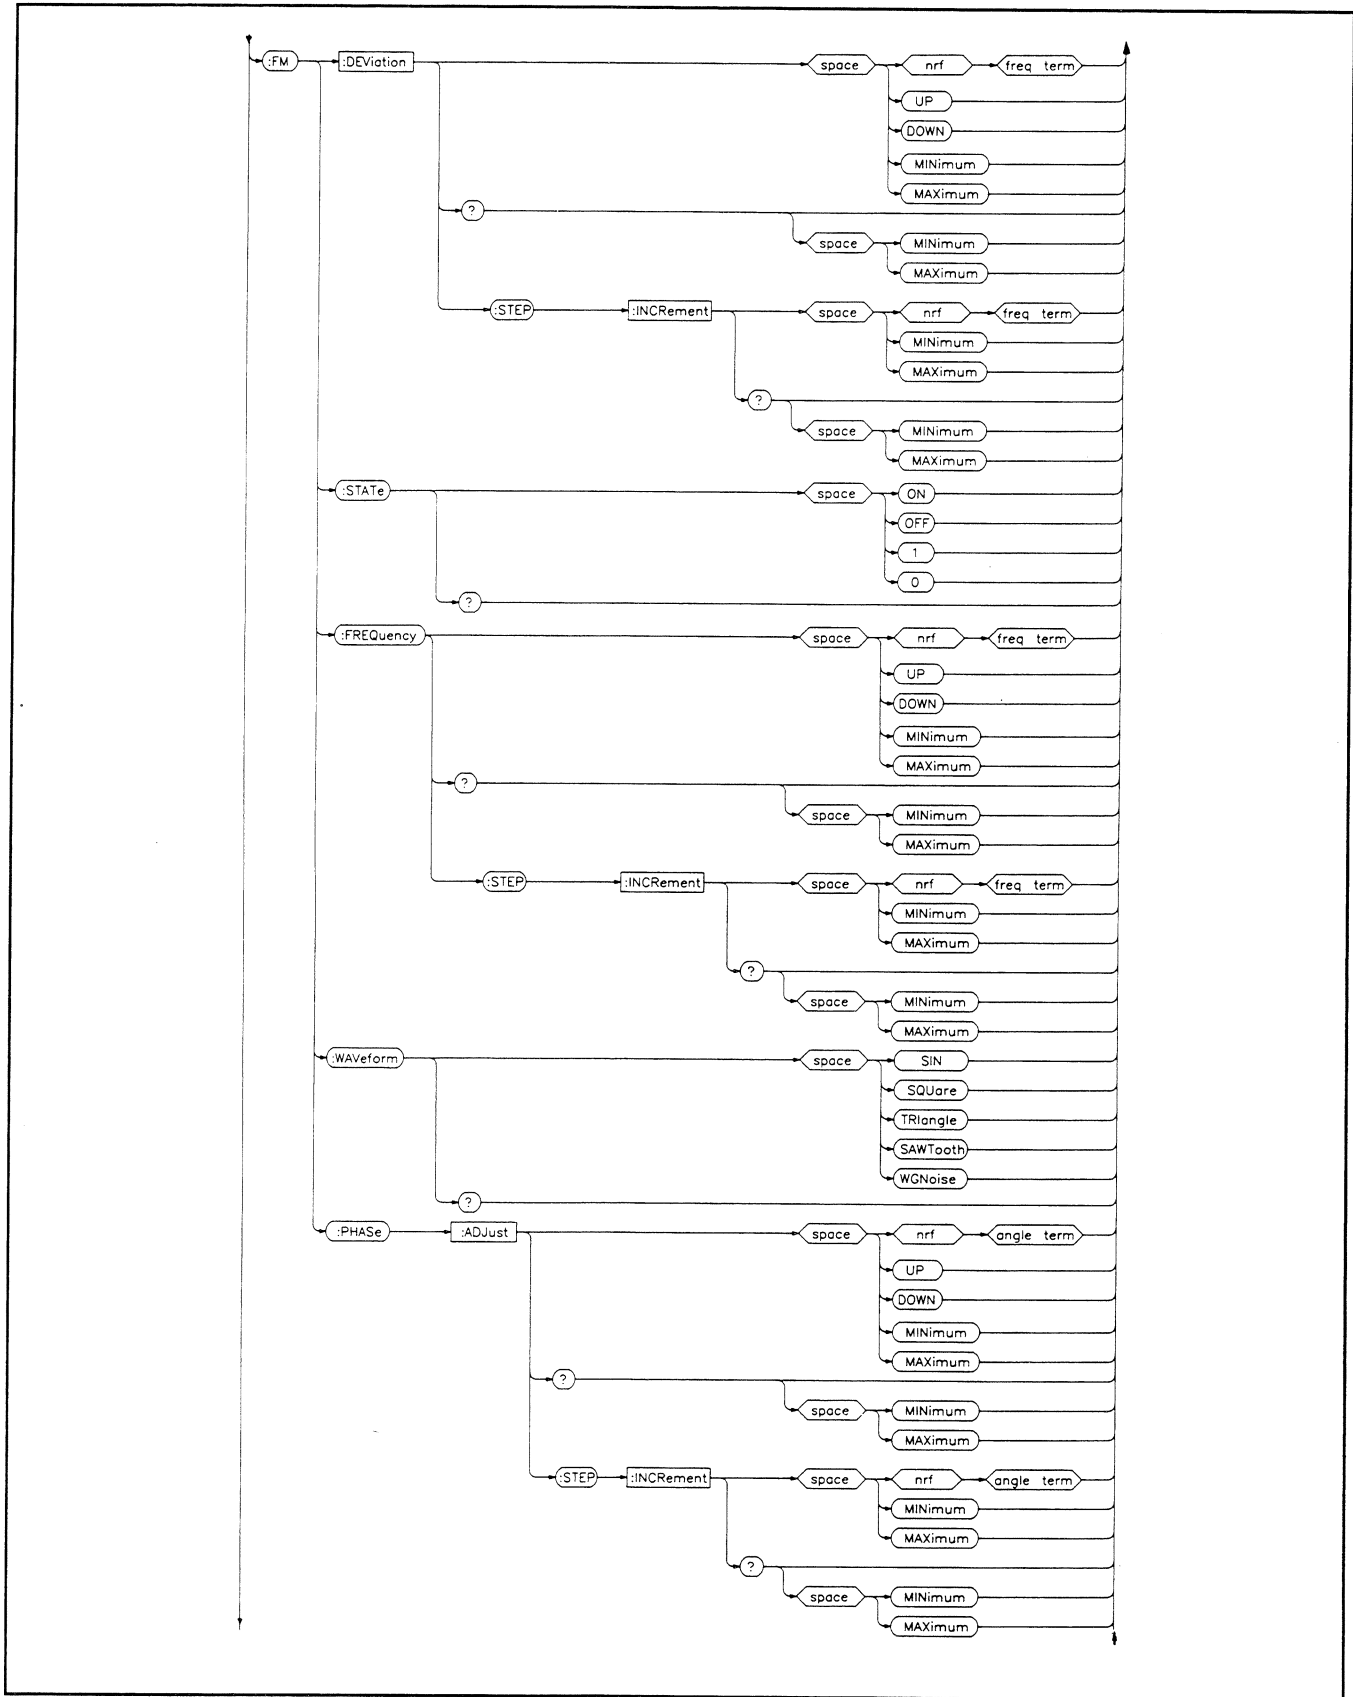 :FM :DEViation space nrf freq term
UP
DOWN
MINimum
MAXimum
?
space MINimum
MAXimum
:STEP :INCRement space nrf freq term
MINimum
MAXimum
?
space MINimum
MAXimum
:STATe space ON
OFF
1
0
?
:FREQuency space nrf freq term
UP
DOWN
MINimum
MAXimum
?
space MINimum
MAXimum
:STEP :INCRement space nrf freq term
MINimum
MAXimum
?
space MINimum
MAXimum
:WAVeform space SIN
SQUare
TRIangle
SAWTooth
WGNoise
?
:PHASe :ADJust space nrf angle term
UP
DOWN
MINimum
MAXimum
?
space MINimum
MAXimum
:STEP :INCRement space nrf angle term
MINimum
MAXimum
?
space MINimum
MAXimum